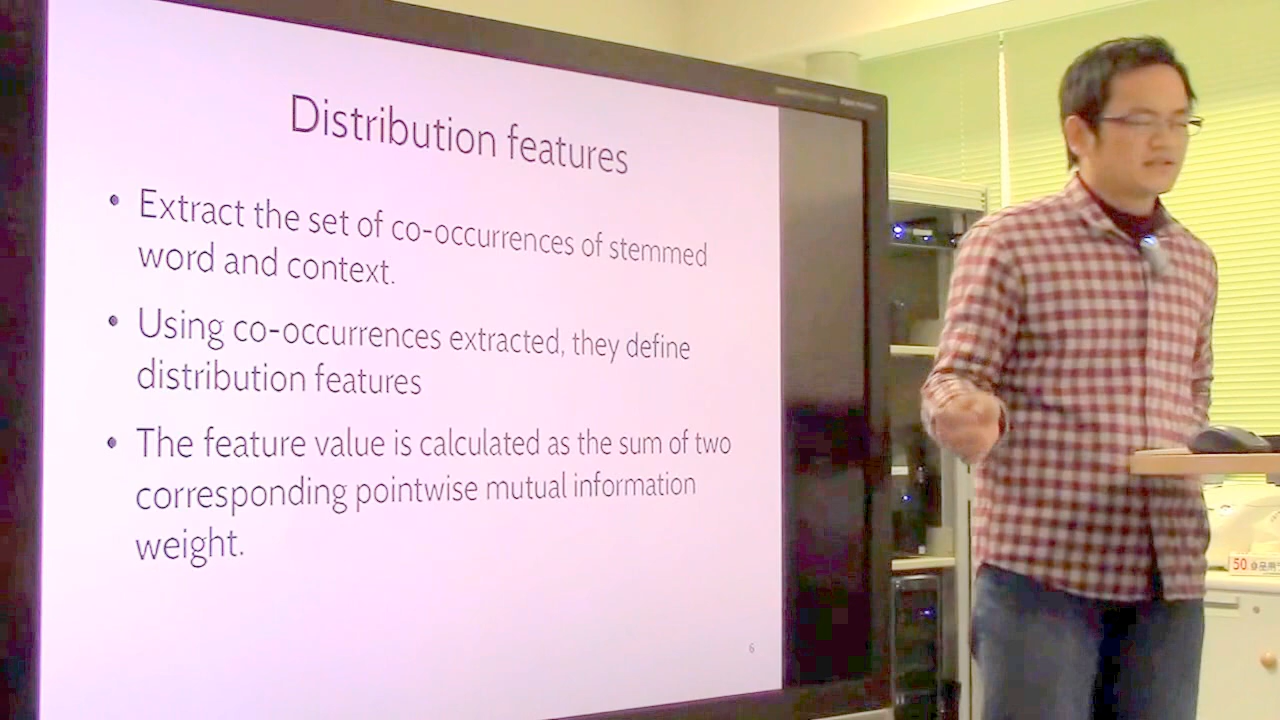 Distribution features
• Extract the set of co-occurrences of stemmed
word and context.
• Using co-occurrences extracted, they define
distribution features
• The feature value is calculated as the sum of two
corresponding pointwise mutual information
weight.
6
50